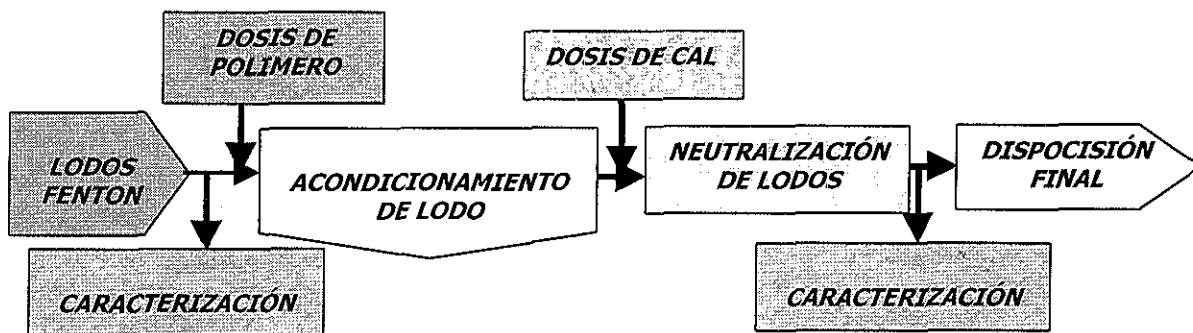 DOSIS DE
POLIMERO
DOSIS DE CAL
LODOS
FENTON
ACONDICIONAMIENTO
DE LODO
NEUTRALIZACIÓN
DE LODOS
DISPOCISIÓN
FINAL
CARACTERIZACIÓN
CARACTERIZACIÓN